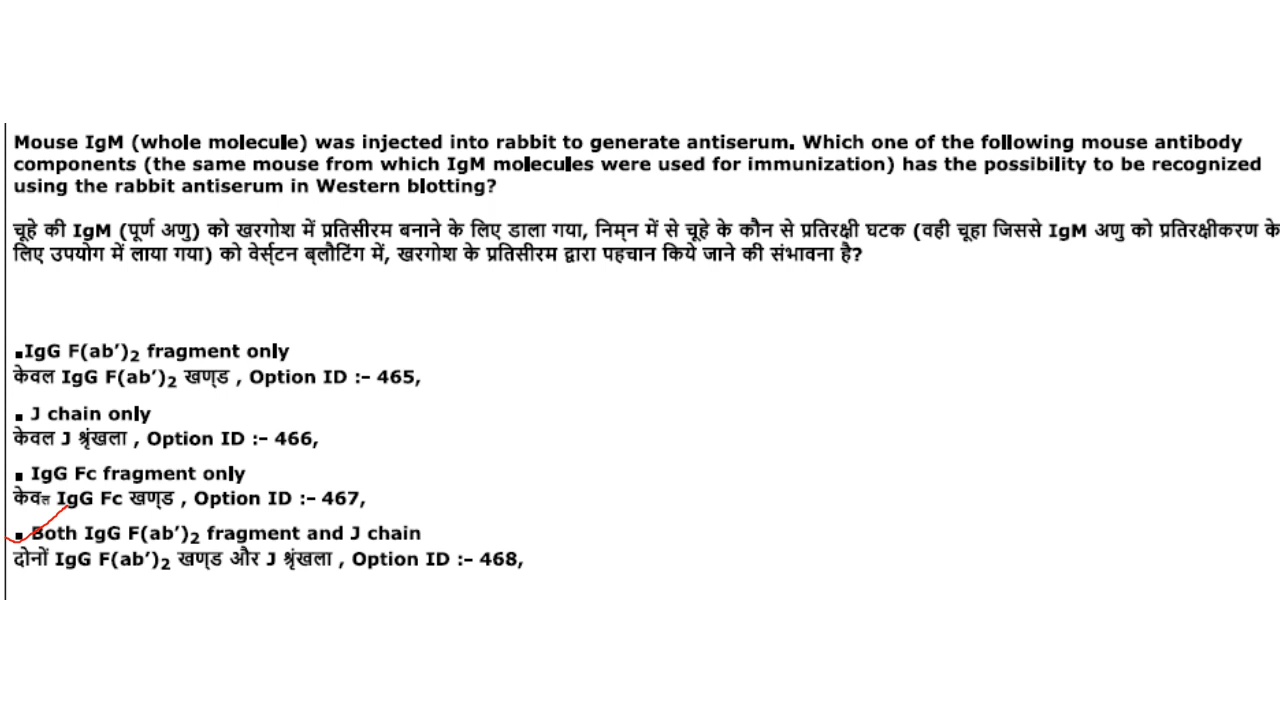 Mouse IgM (whole molecule) was injected into rabbit to generate antiserum. Which one of the following mouse antibody
components (the same mouse from which IgM molecules were used for immunization) has the possibility to be recognized
using the rabbit antiserum in Western blotting?
चूहे की IgM (पूर्ण अणु) को खरगोश में प्रतिसीरम बनाने के लिए डाला गया, निम्न में से चूहे के कौन से प्रतिरक्षी घटक (वही चूहा जिससे IgM अणु को प्रतिरक्षीकरण के
लिए उपयोग में लाया गया) को वेर्स्टन ब्लौटिंग में, खरगोश के प्रतिसीरम द्वारा पहचान किये जाने की संभावना है?
▪IgG F(ab’)₂ fragment only
केवल IgG F(ab’)₂ खण्ड , Option ID :- 465,
▪ J chain only
केवल J श्रृंखला , Option ID :- 466,
▪ IgG Fc fragment only
केवल IgG Fc खण्ड , Option ID :- 467,
▪ Both IgG F(ab’)₂ fragment and J chain
दोनों IgG F(ab’)₂ खण्ड और J श्रृंखला , Option ID :- 468,